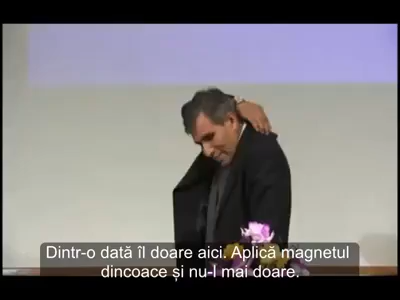 Dintr-o dată îl doare aici. Aplică magnetul
dincoace și nu-l mai doare.